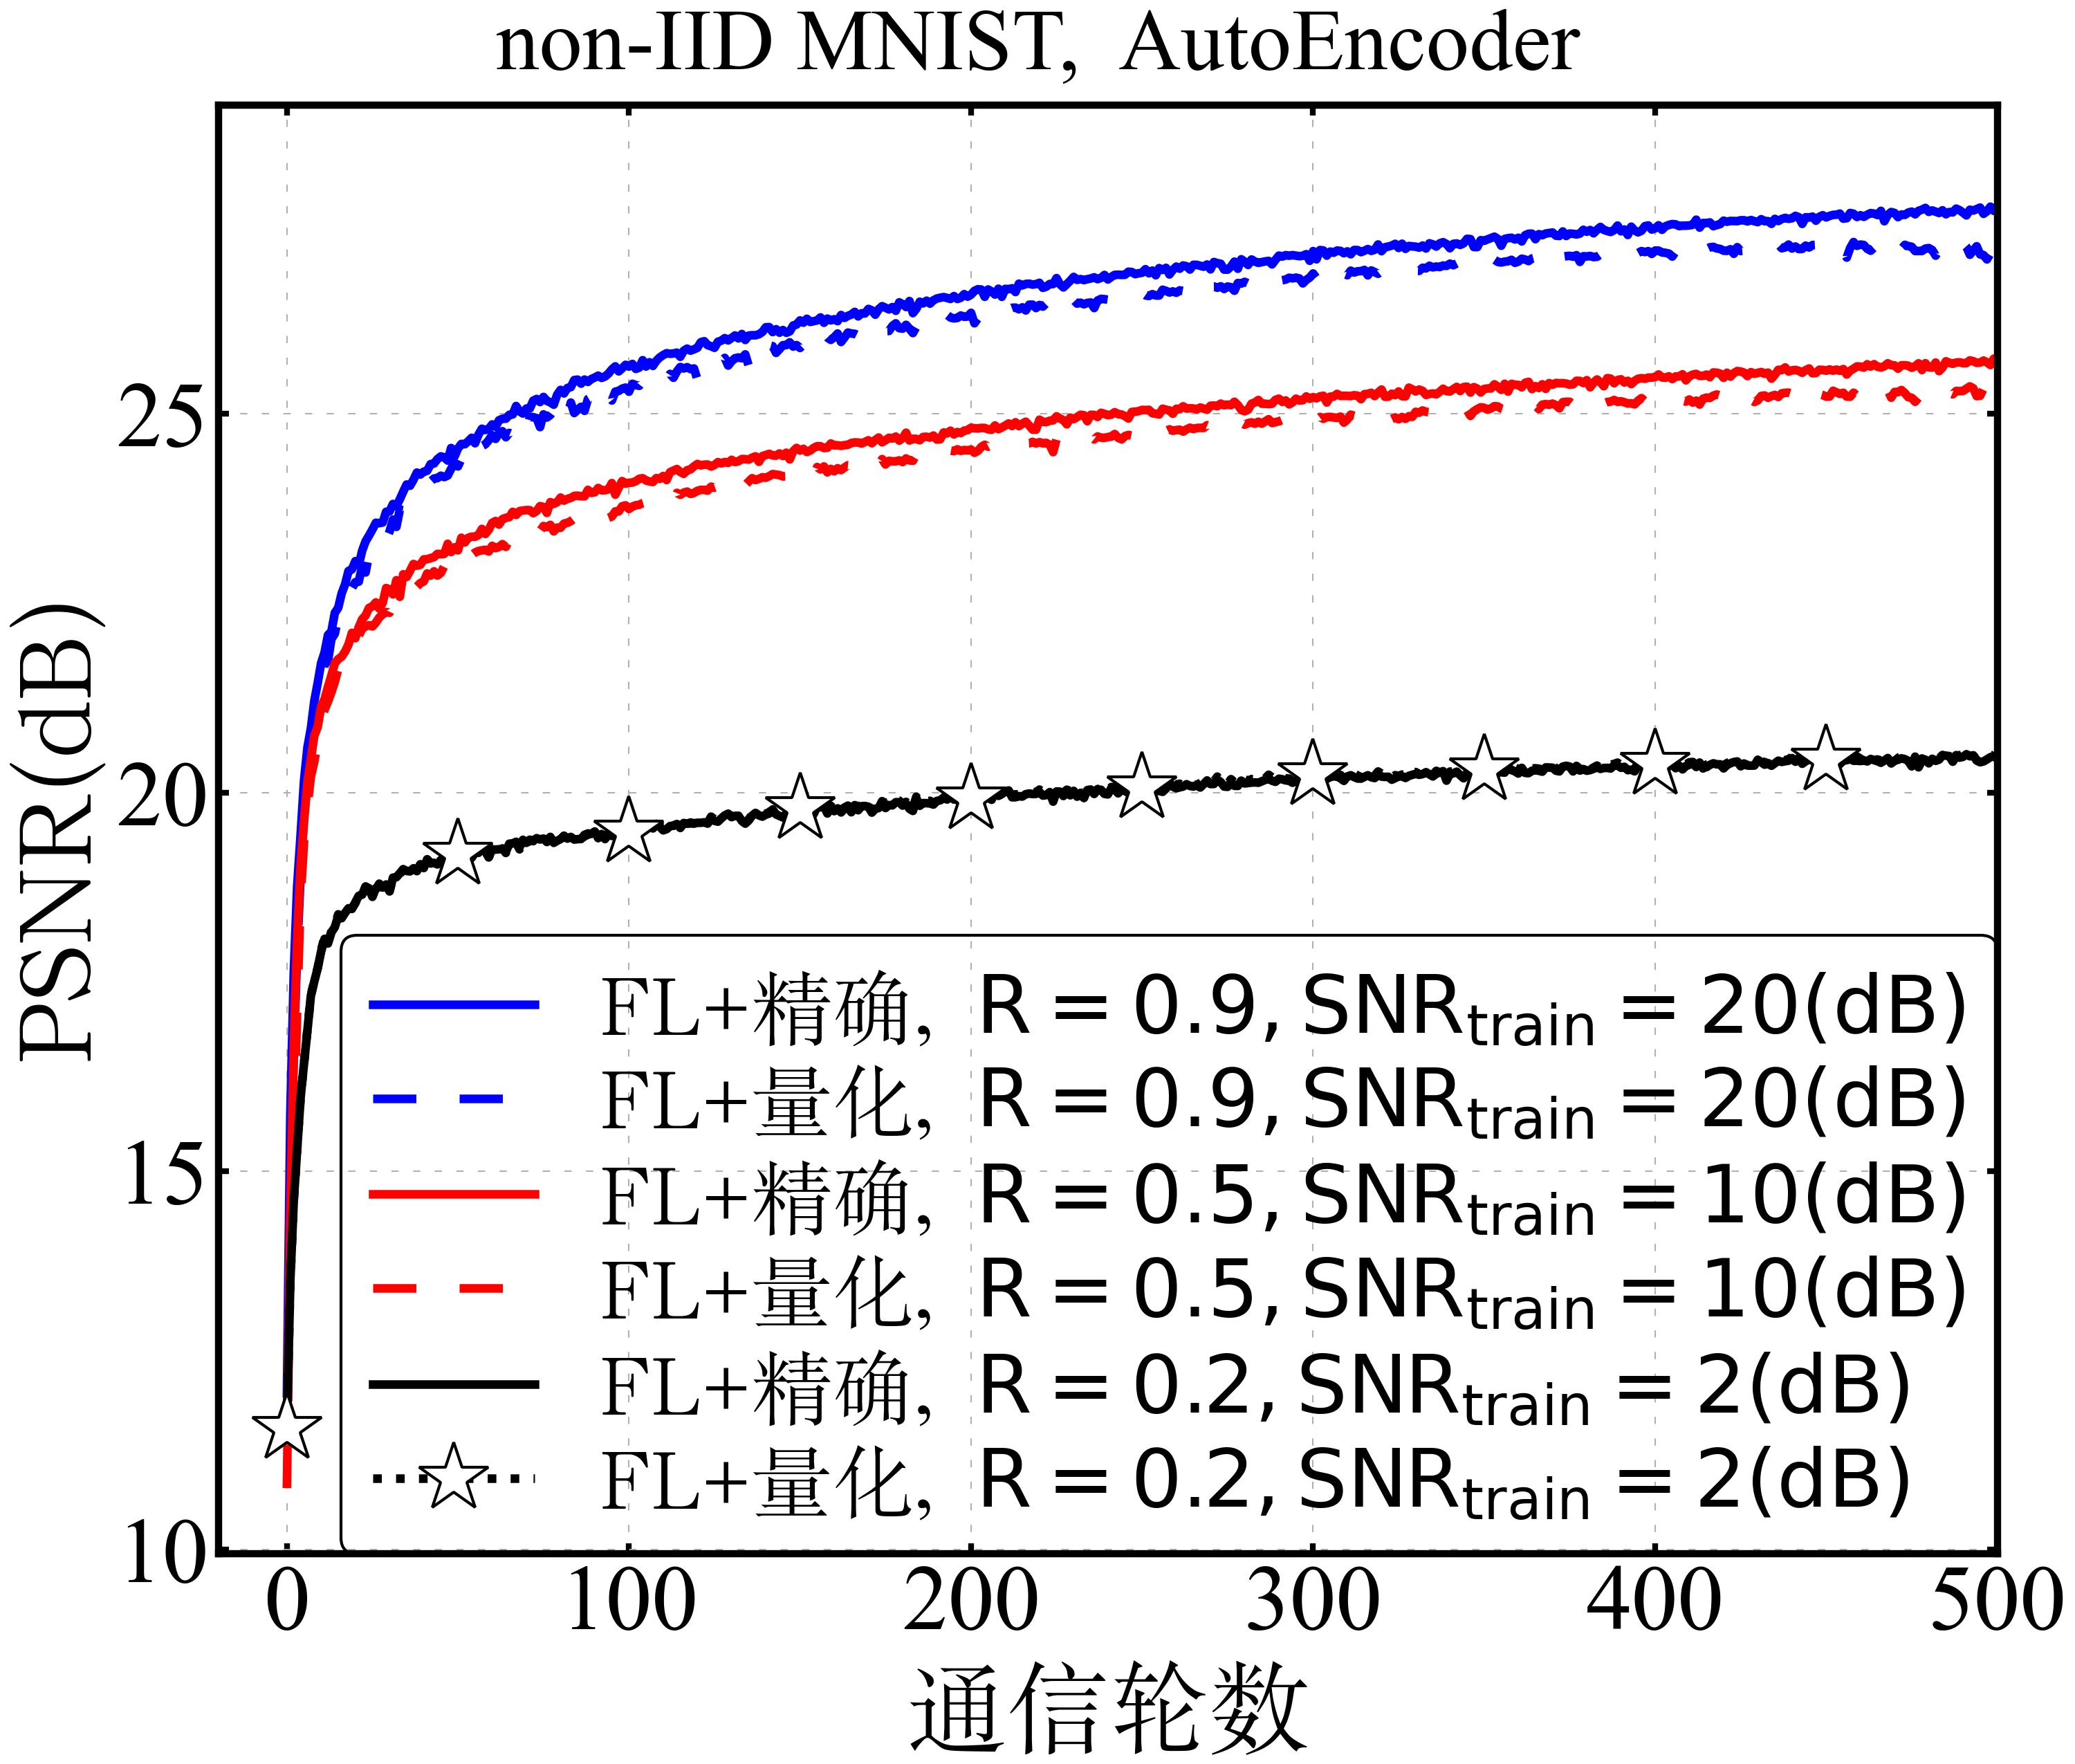 non-IID MNIST, AutoEncoder
PSNR(dB)
25
20
15
10
FL+精确, R = 0.9, SNRtrain = 20(dB)
FL+量化, R = 0.9, SNRtrain = 20(dB)
FL+精确, R = 0.5, SNRtrain = 10(dB)
FL+量化, R = 0.5, SNRtrain = 10(dB)
FL+精确, R = 0.2, SNRtrain = 2(dB)
FL+量化, R = 0.2, SNRtrain = 2(dB)
0 100 200 300 400 500
通信轮数